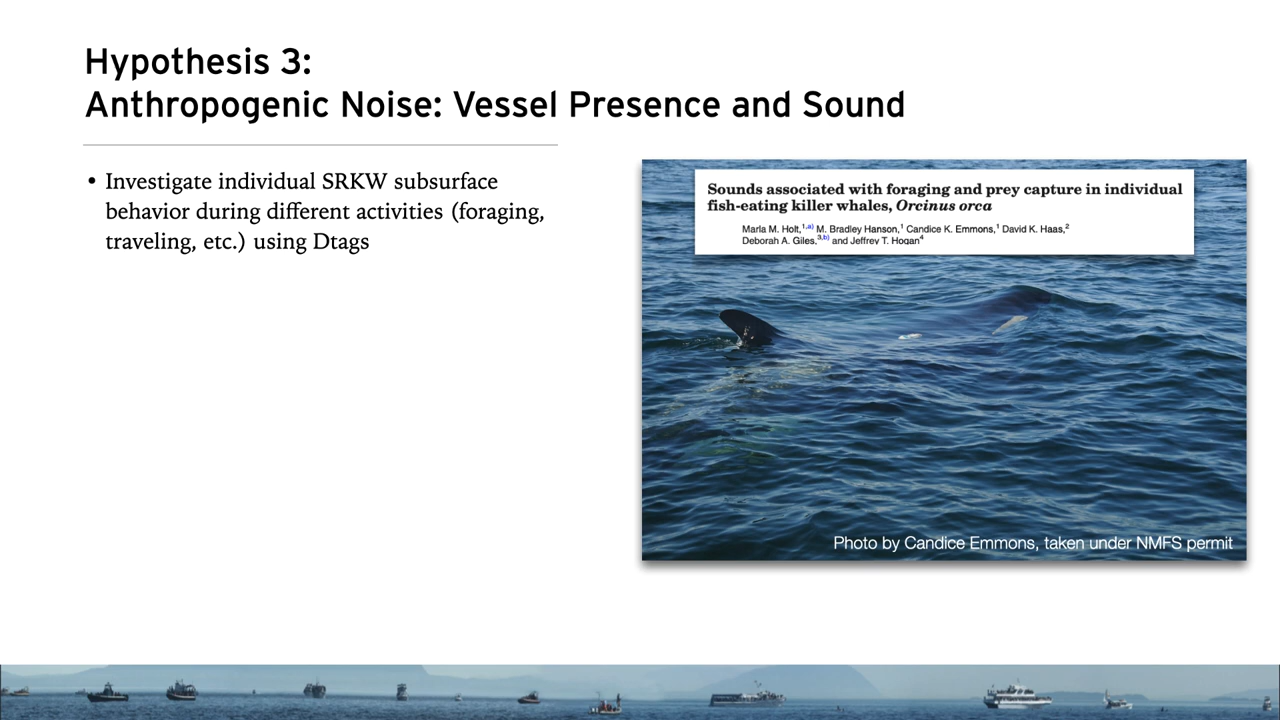 Hypothesis 3:
Anthropogenic Noise: Vessel Presence and Sound
• Investigate individual SRKW subsurface
behavior during different activities (foraging,
traveling, etc.) using Dtags
Sounds associated with foraging and prey capture in individual
fish-eating killer whales, Orcinus orca
Marla M. Holt,1,a) M. Bradley Hanson,1 Candice K. Emmons,1 David K. Haas,2
Deborah A. Giles,3,b) and Jeffrey T. Hogan4
Photo by Candice Emmons, taken under NMFS permit